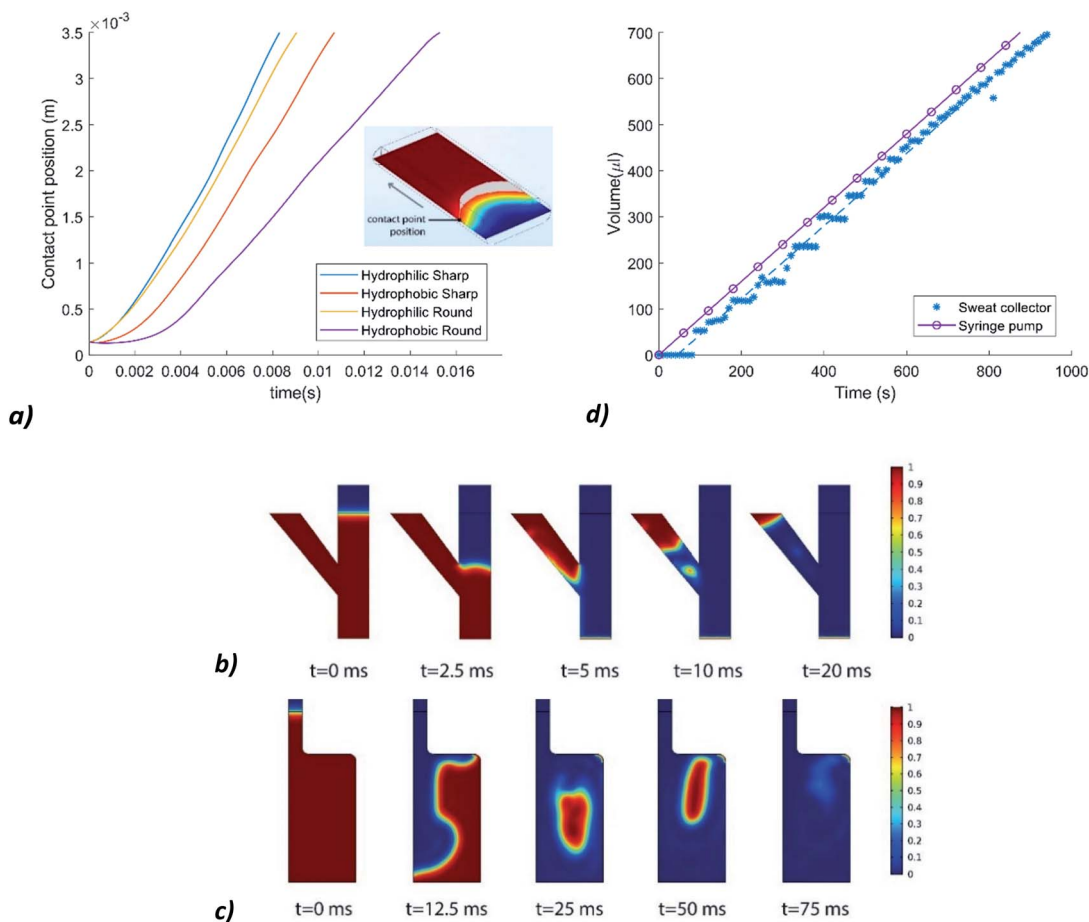 ×10⁻³
3.5
3
2.5
2
1.5
1
0.5
0
Contact point position (m)
contact point
position
Hydrophilic Sharp
Hydrophobic Sharp
Hydrophilic Round
Hydrophobic Round
0 0.002 0.004 0.006 0.008 0.01 0.012 0.014 0.016
time(s)
a)
700
600
500
400
300
200
100
0
Volume(μl)
Sweat collector
Syringe pump
0 200 400 600 800 1000
Time (s)
d)
1
0.9
0.8
0.7
0.6
0.5
0.4
0.3
0.2
0.1
0
b)
t=0 ms t=2.5 ms t=5 ms t=10 ms t=20 ms
1
0.9
0.8
0.7
0.6
0.5
0.4
0.3
0.2
0.1
0
c)
t=0 ms t=12.5 ms t=25 ms t=50 ms t=75 ms